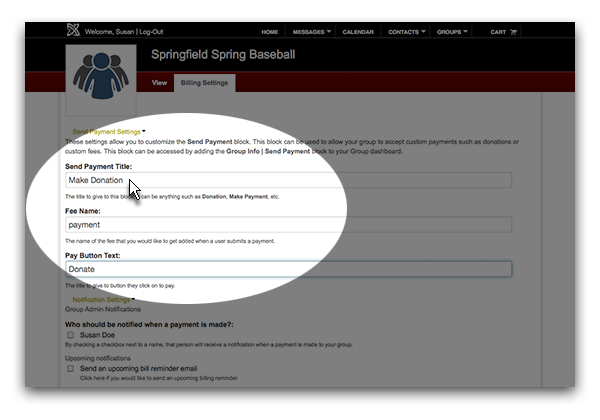 Welcome, Susan | Log-Out
HOME MESSAGES CALENDAR CONTACTS GROUPS CART
Springfield Spring Baseball
View Billing Settings
Send Payment Settings
These settings allow you to customize the Send Payment block. This block can be used to allow your group to accept custom payments such as donations or
custom fees. This block can be accessed by adding the Group Info | Send Payment block to your Group dashboard.
Send Payment Title:
Make Donation
The title to give to this block. can be anything such as Donation, Make Payment, etc.
Fee Name:
payment
The name of the fee that you would like to get added when a user submits a payment.
Pay Button Text:
Donate
The title to give to button they click on to pay.
Notification Settings
Group Admin Notifications
Who should be notified when a payment is made?:
Susan Doe
By checking a checkbox next to a name, that person will receive a notification when a payment is made to your group.
Upcoming notifications
Send an upcoming bill reminder email
Click here if you would like to send an upcoming billing reminder.